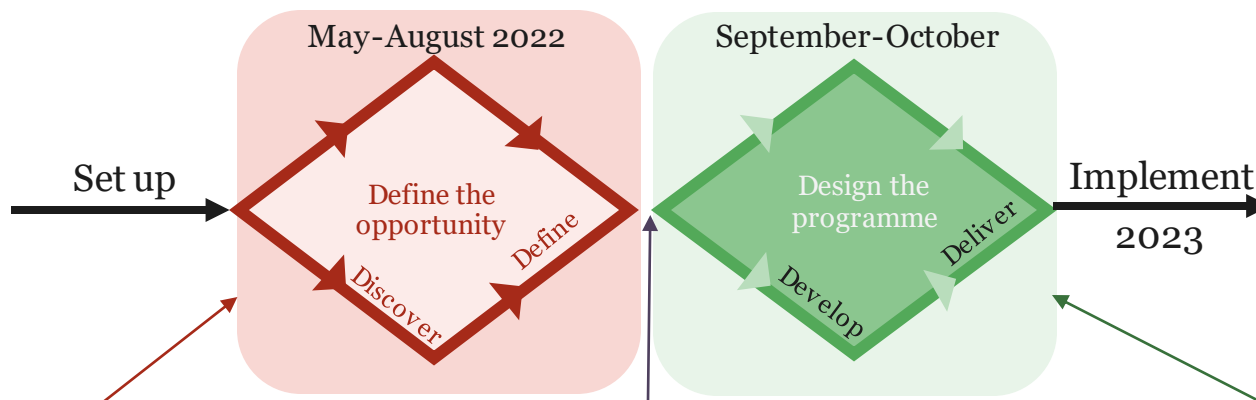 May-August 2022
September-October
Set up
Define the
opportunity
Discover
Define
Design the
programme
Develop
Deliver
Implement
2023